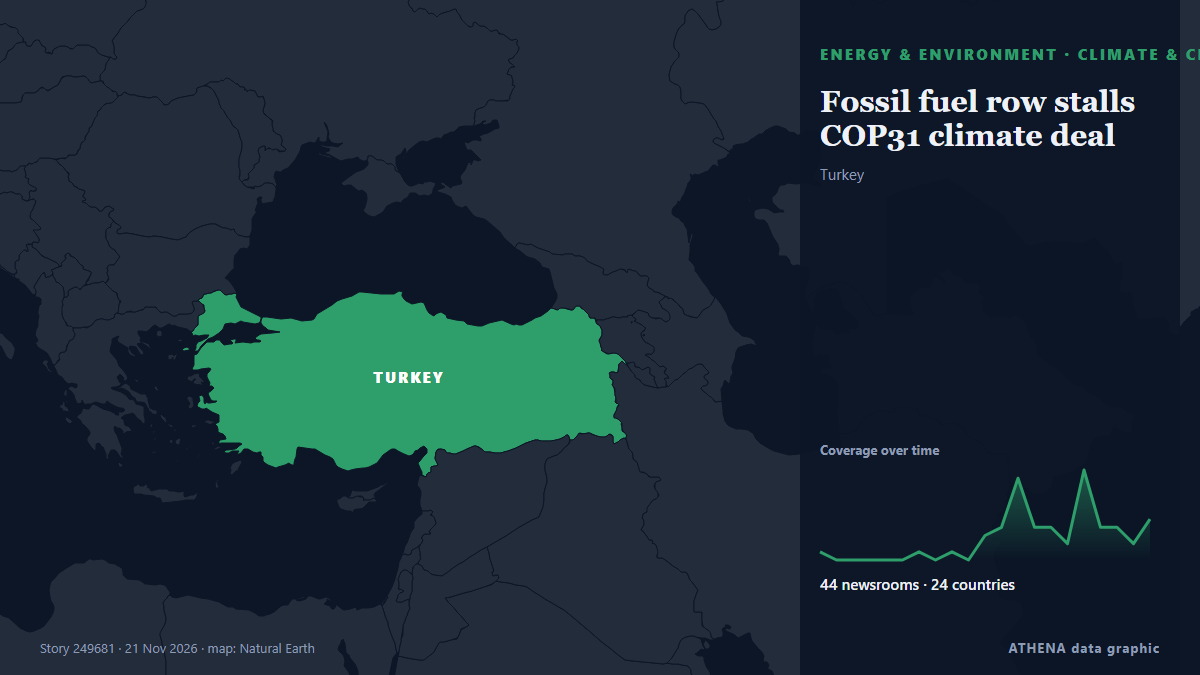 ENERGY & ENVIRONMENT · CLIMATE &
Fossil fuel row stalls
COP31 climate deal
Turkey
TURKEY
Coverage over time
44 newsrooms · 24 countries
Story 249681 · 21 Nov 2026 · map: Natural Earth
ATHENA data graphic